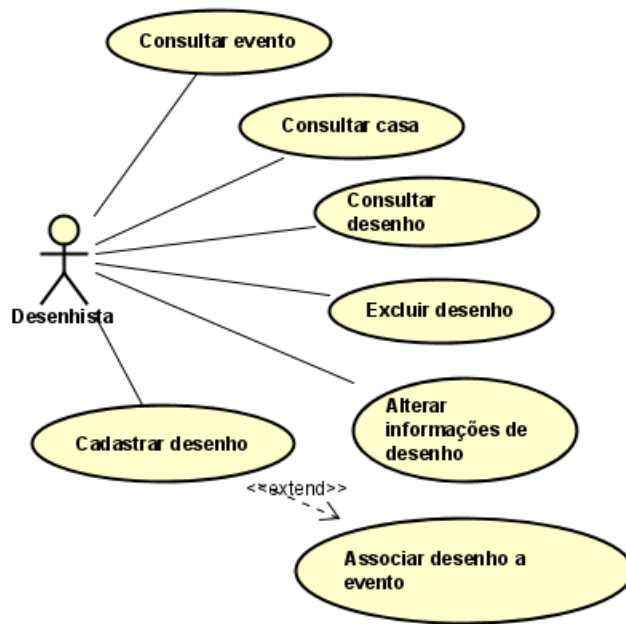 Consultar evento
Consultar casa
Consultar
desenho
Excluir desenho
Desenhista
Alterar
informações de
desenho
Cadastrar desenho
<<extend>>
Associar desenho a
evento